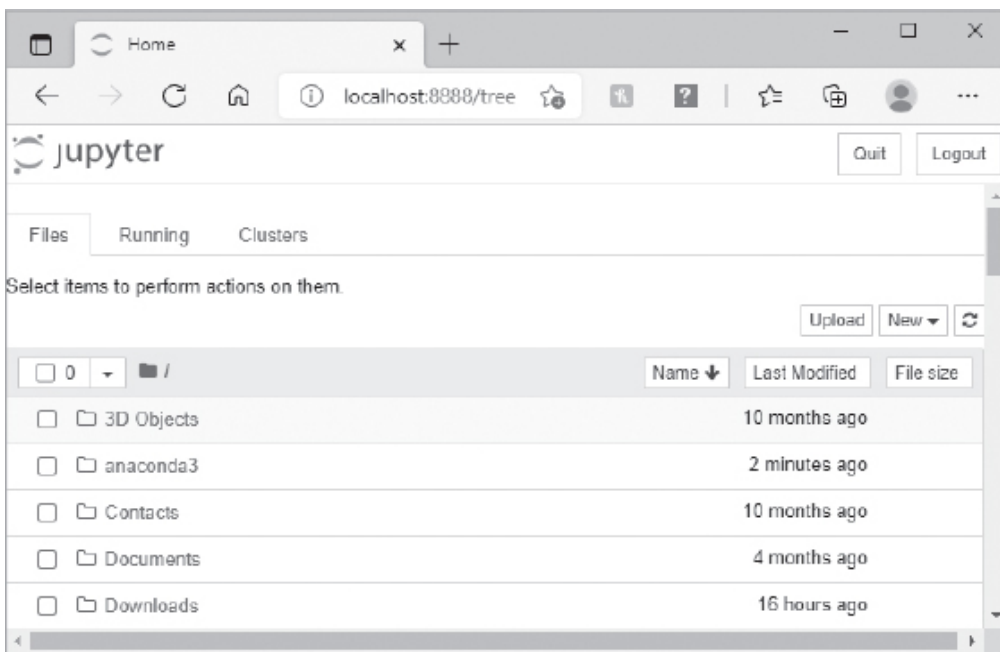 Home
localhost:8888/tree
jupyter
Quit
Logout
Files
Running
Clusters
Select items to perform actions on them.
Upload
New
0
/
Name
Last Modified
File size
3D Objects
10 months ago
anaconda3
2 minutes ago
Contacts
10 months ago
Documents
4 months ago
Downloads
16 hours ago